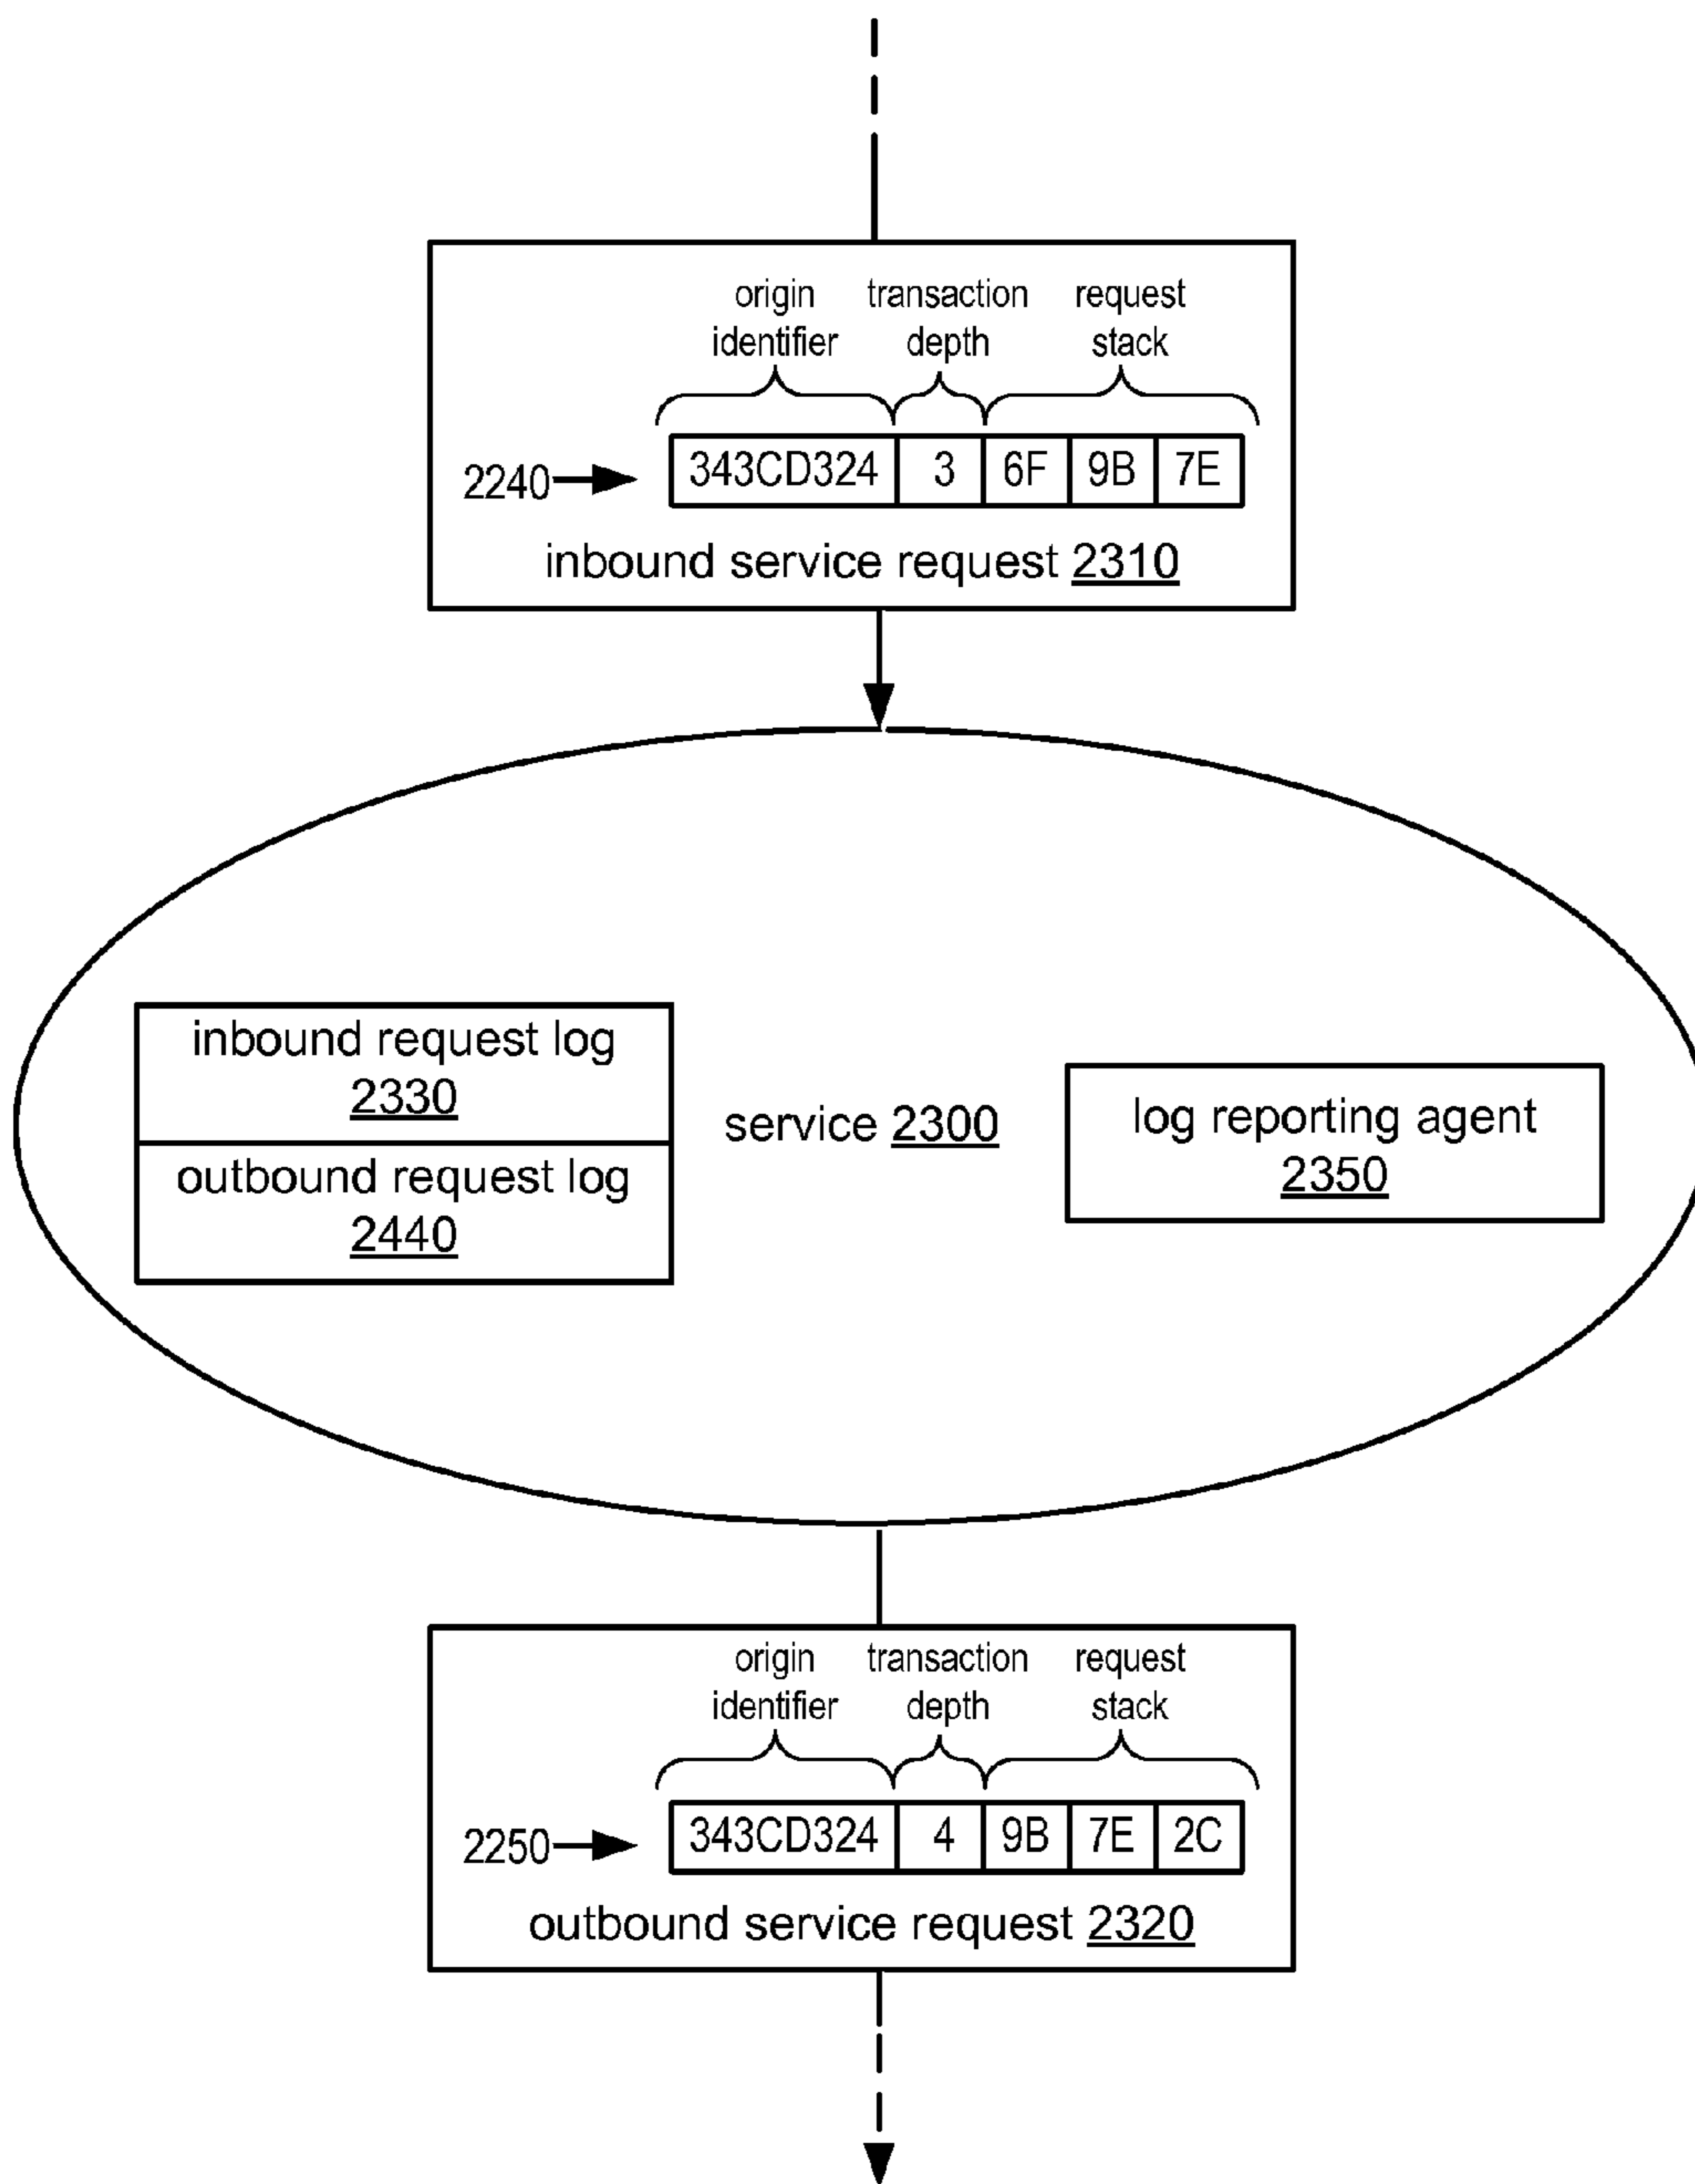 origin transaction request
identifier depth stack
2240 343CD324 3 6F 9B 7E
inbound service request 2310
inbound request log
2330
outbound request log
2440
service 2300
log reporting agent
2350
origin transaction request
identifier depth stack
2250 343CD324 4 9B 7E 2C
outbound service request 2320